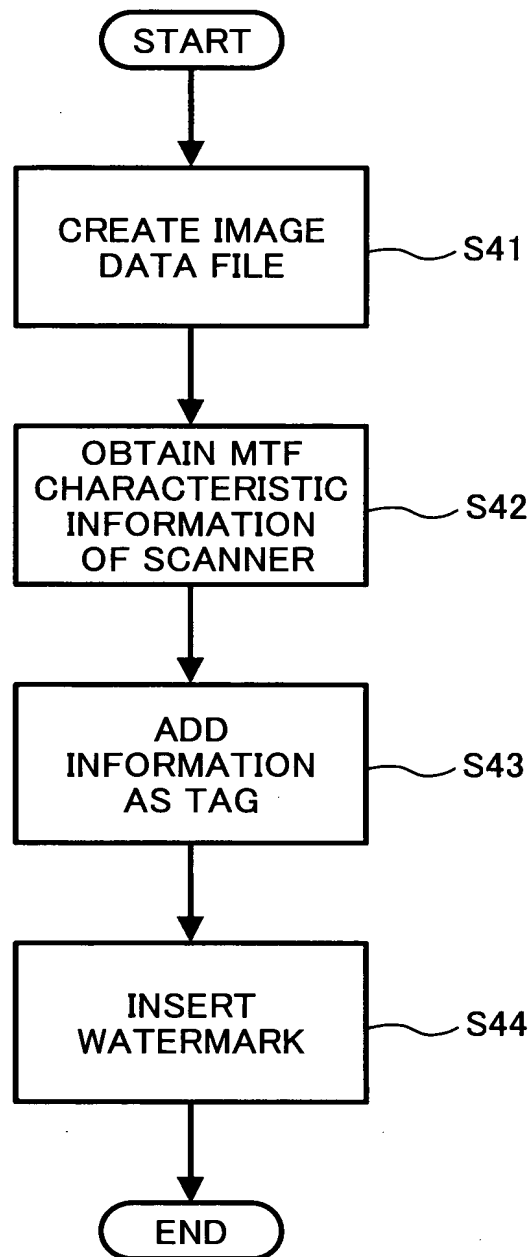 START
CREATE IMAGE
DATA FILE
S41
OBTAIN MTF
CHARACTERISTIC
INFORMATION
OF SCANNER
S42
ADD
INFORMATION
AS TAG
S43
INSERT
WATERMARK
S44
END